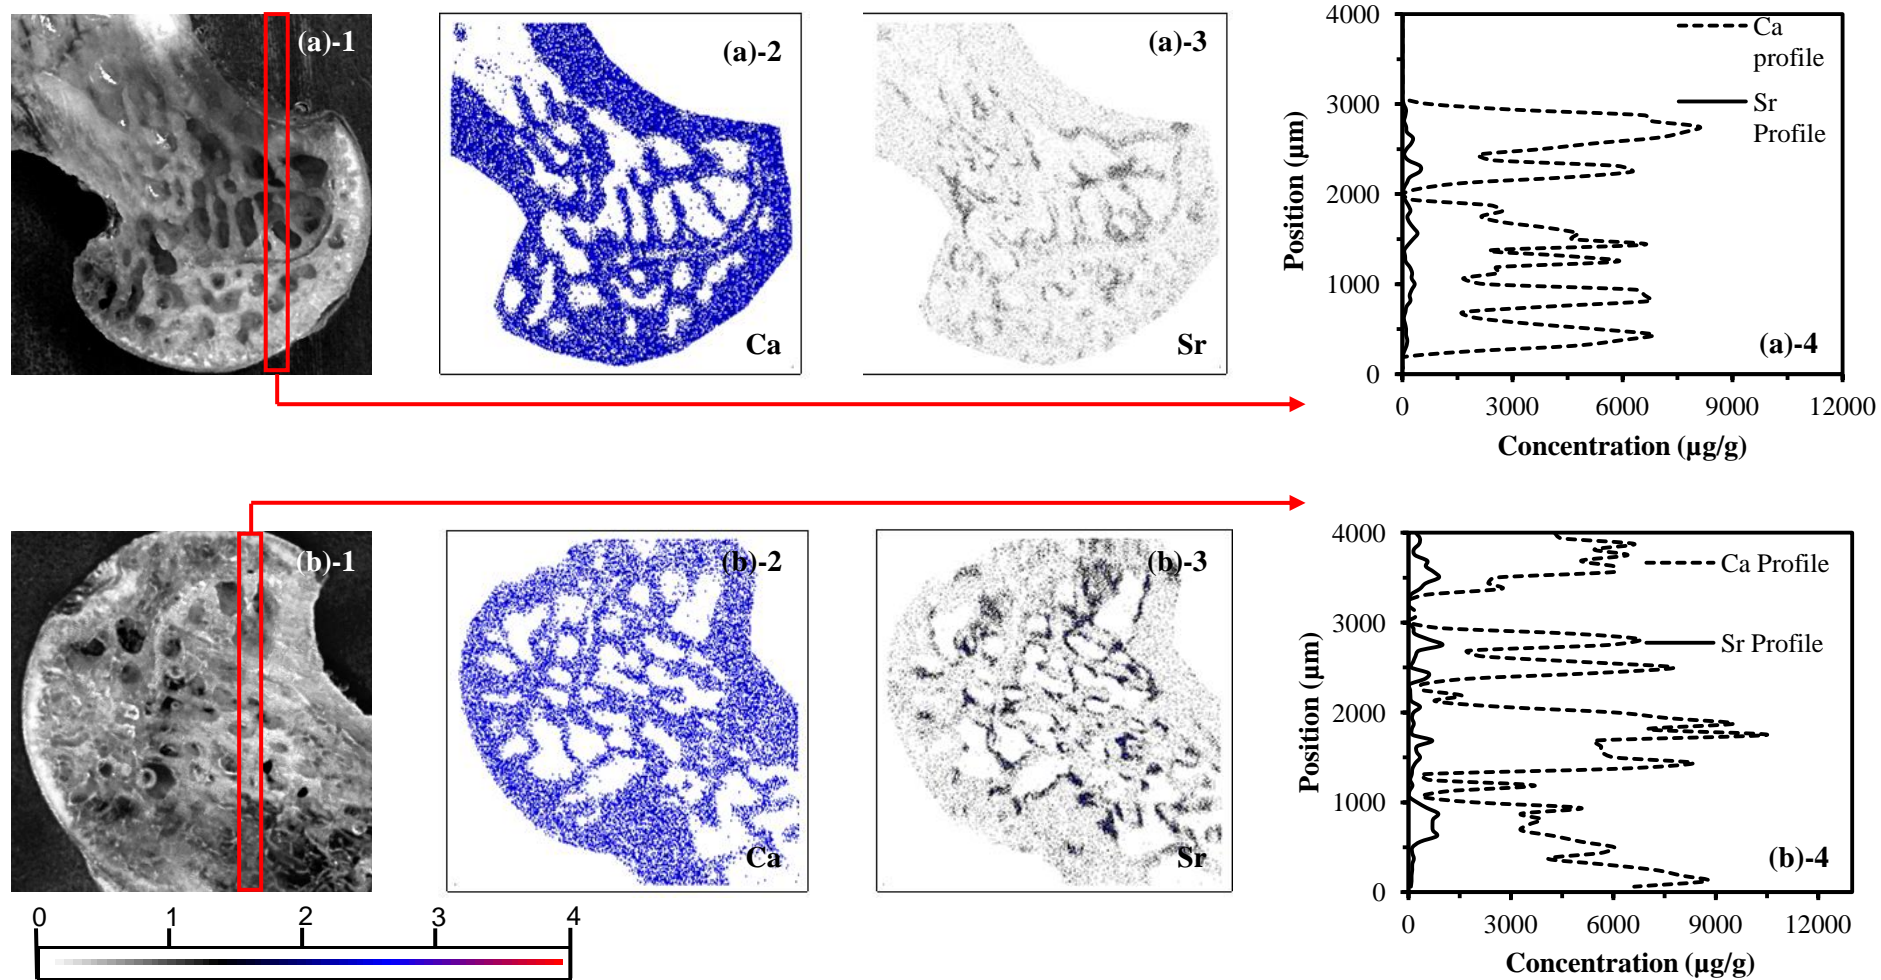 (a)-1
(a)-2
Ca
(a)-3
Sr
4000
3000
2000
1000
0
Position (µm)
Ca
profile
Sr
Profile
(a)-4
0 3000 6000 9000 12000
Concentration (µg/g)
(b)-1
(b)-2
Ca
(b)-3
Sr
4000
3000
2000
1000
0
Position (µm)
Ca Profile
Sr Profile
(b)-4
0 3000 6000 9000 12000
Concentration (µg/g)
0 1 2 3 4